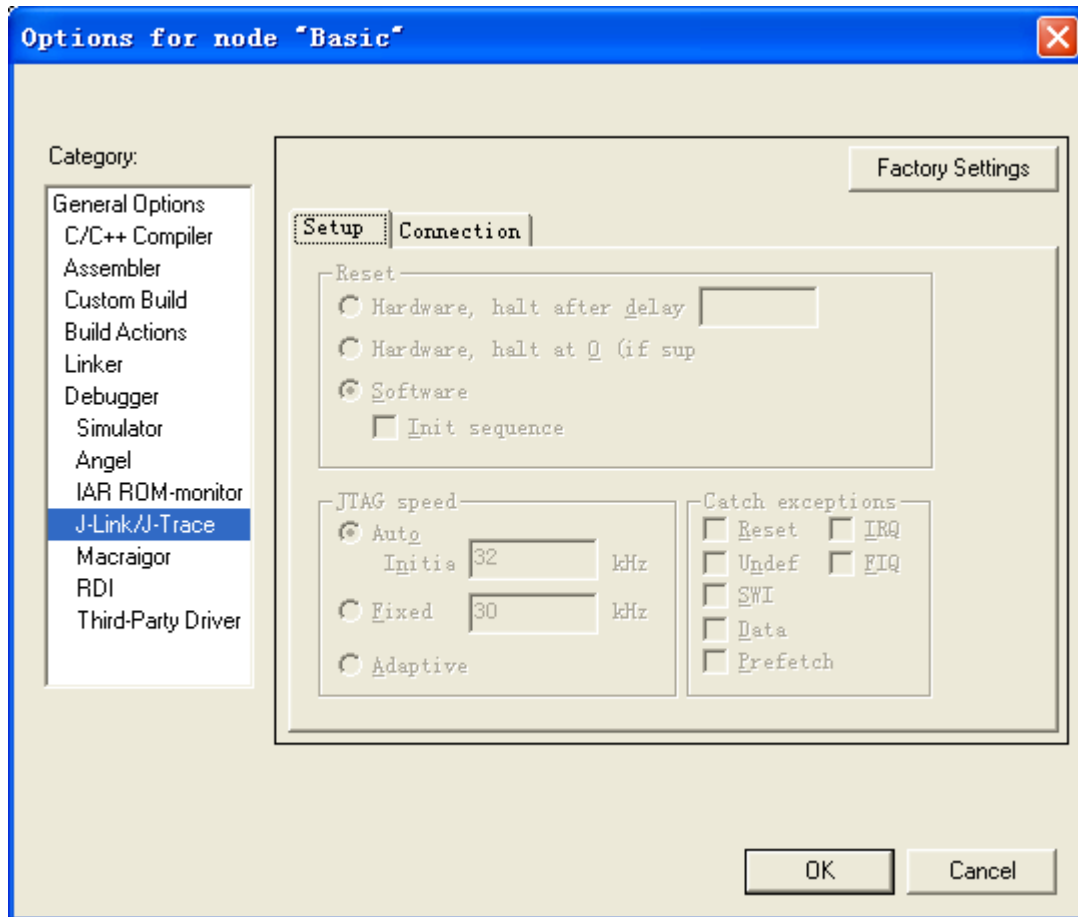 Options for node "Basic"
Category:
Factory Settings
General Options
C/C++ Compiler
Assembler
Custom Build
Build Actions
Linker
Debugger
Simulator
Angel
IAR ROM-monitor
J-Link/J-Trace
Macraigor
RDI
Third-Party Driver
Setup
Connection
Reset
Hardware, halt after delay
Hardware, halt at 0 (if sup
Software
Init sequence
JTAG speed
Auto
Initia 32 kHz
Fixed 30 kHz
Adaptive
Catch exceptions
Reset IRQ
Undef FIQ
SWI
Data
Prefetch
OK
Cancel